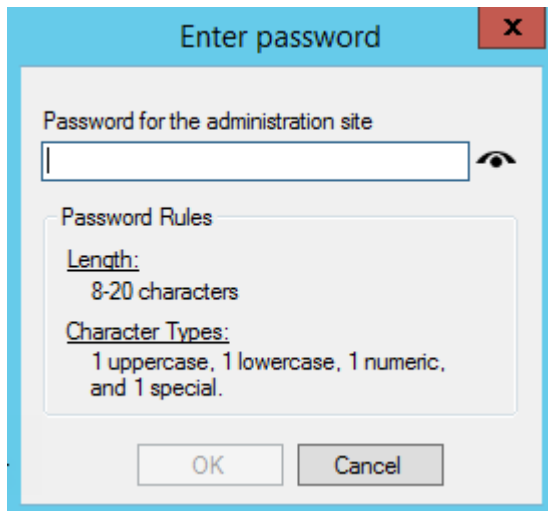 Enter password
x
Password for the administration site
Password Rules
Length:
8-20 characters
Character Types:
1 uppercase, 1 lowercase, 1 numeric,
and 1 special.
OK
Cancel